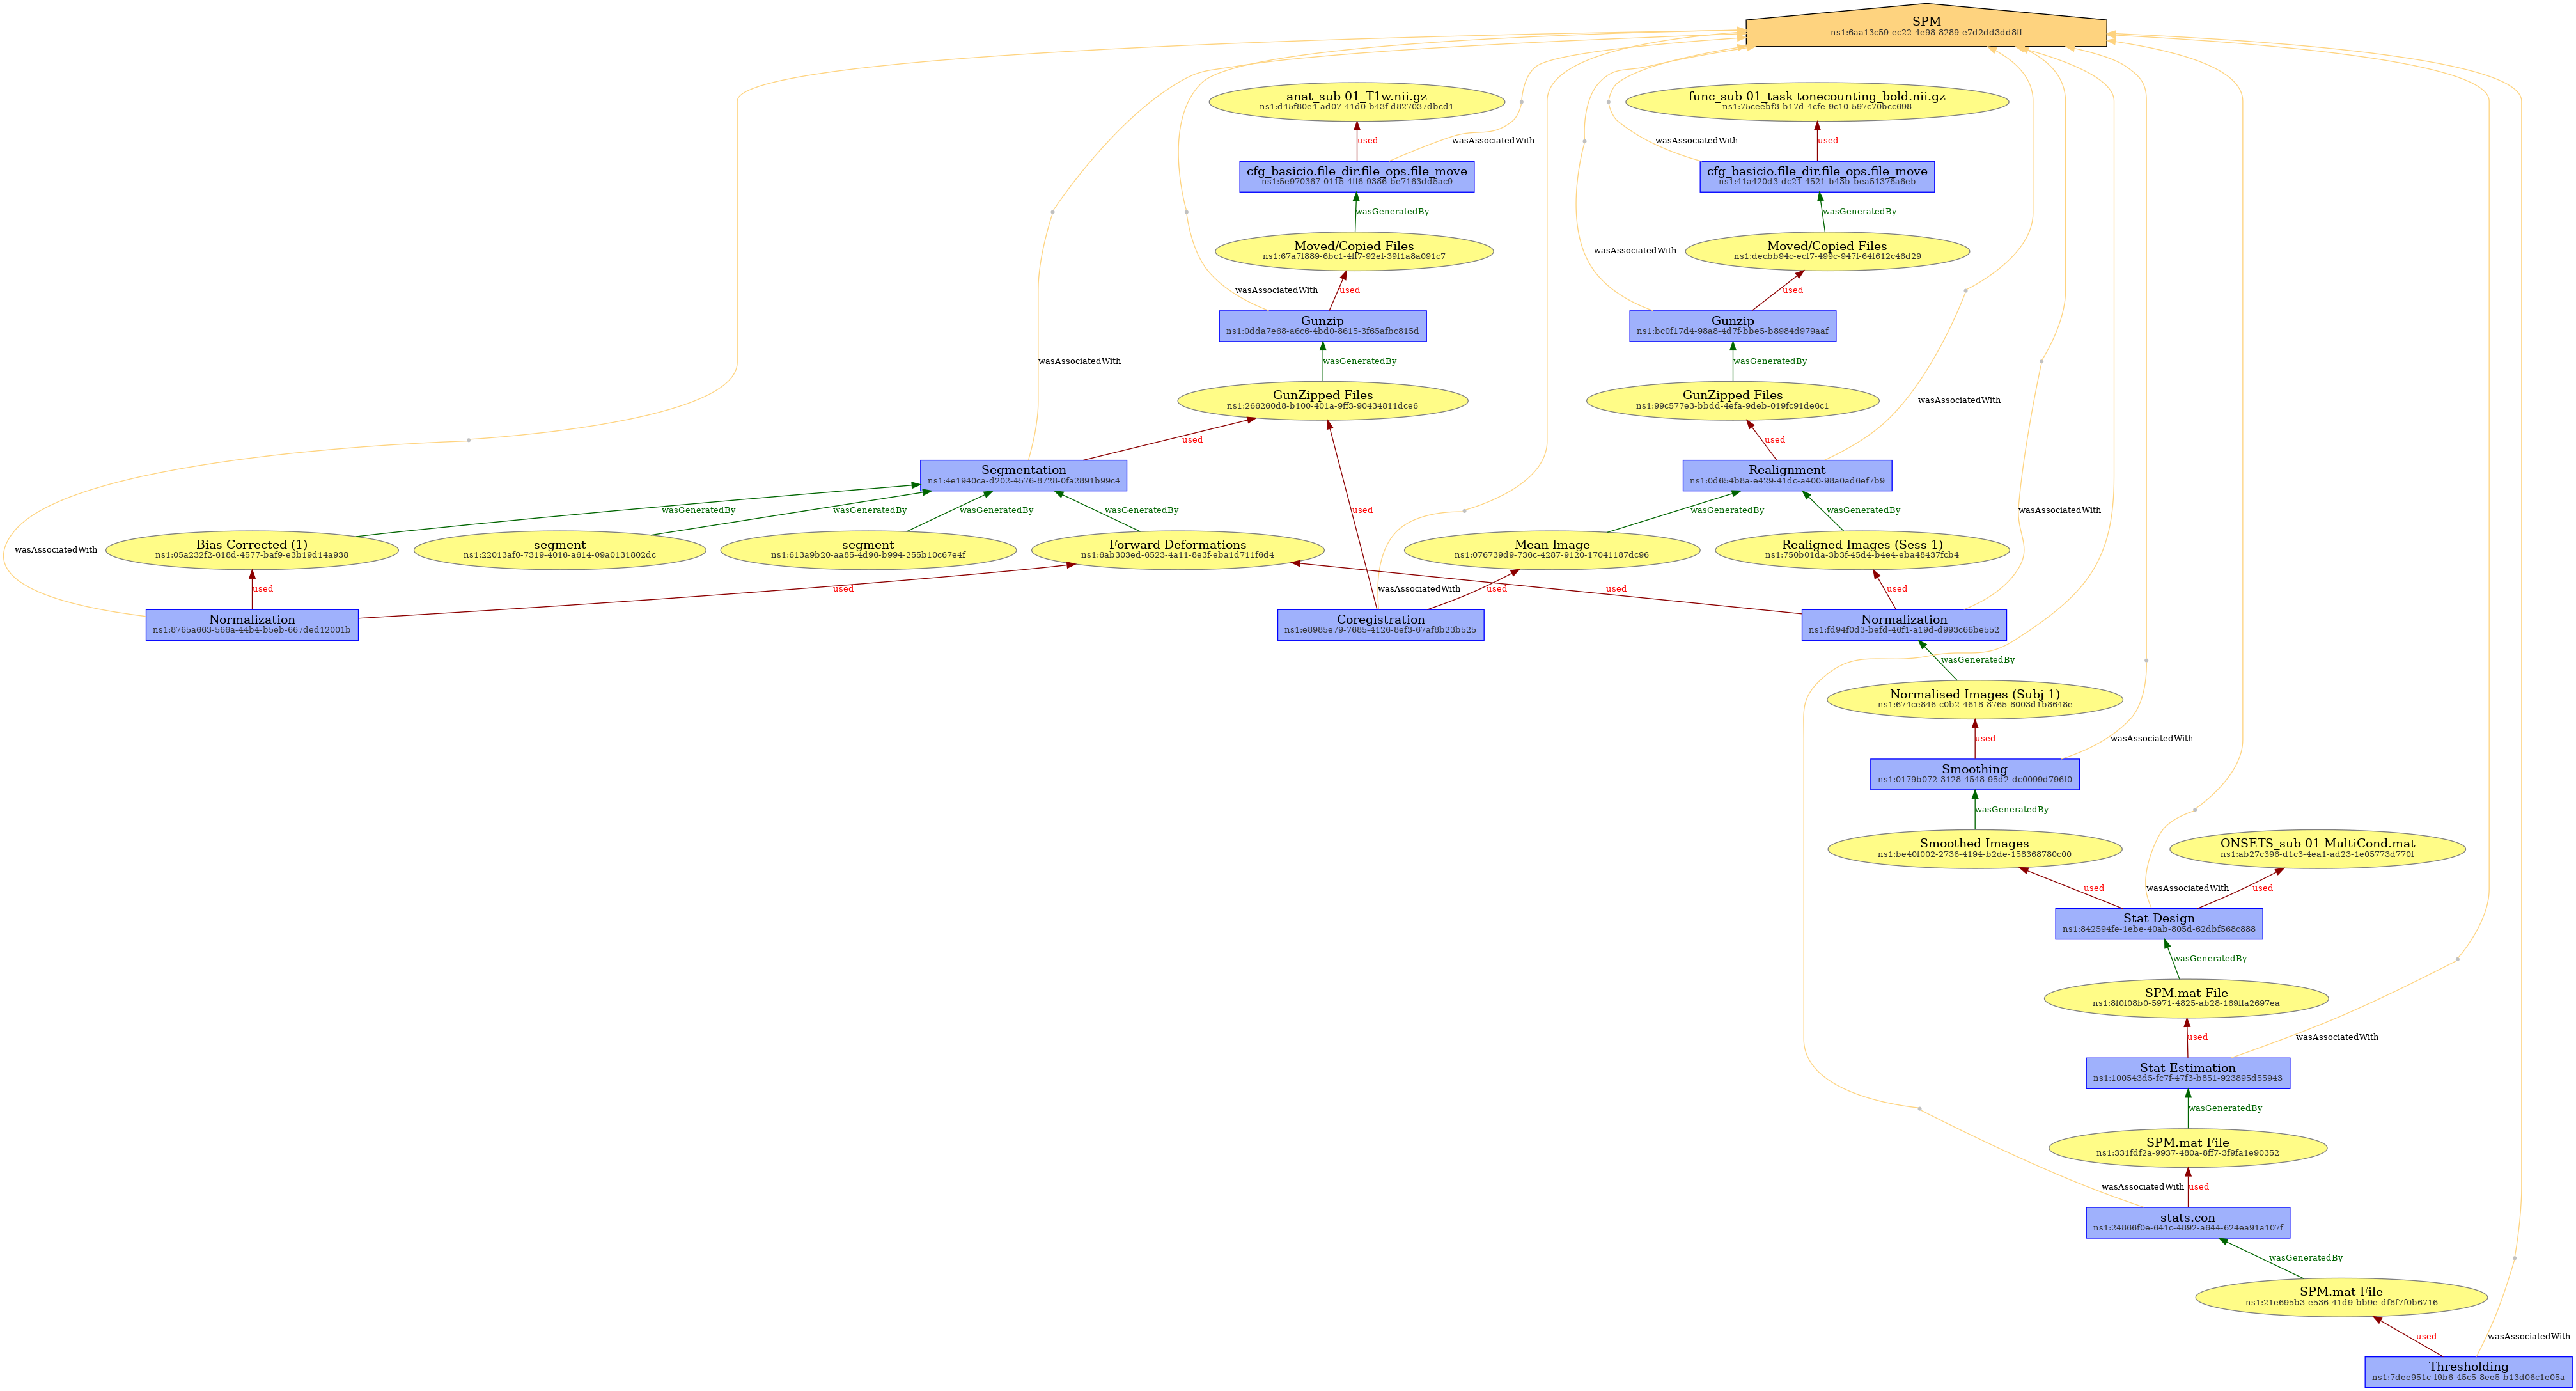 SPM
ns1:6aa13c59-ec22-4e98-8289-e7d2dd3dd8ff
anat_sub-01_T1w.nii.gz
ns1:d45f80e4-ad07-41d0-b43f-d827037dbcd1
func_sub-01_task-tonecounting_bold.nii.gz
ns1:75ceebf3-b17d-4cfe-9c10-597c70bcc698
used
wasAssociatedWith
wasAssociatedWith
used
cfg_basicio.file_dir.file_ops.file_move
ns1:5e970367-0115-4ff6-9386-be7163dd5ac9
cfg_basicio.file_dir.file_ops.file_move
ns1:41a420d3-dc21-4521-b43b-bea51376a6eb
wasGeneratedBy
wasGeneratedBy
Moved/Copied Files
ns1:67a7f889-6bc1-4ff7-92ef-39f1a8a091c7
wasAssociatedWith
Moved/Copied Files
ns1:decbb94c-ecf7-499c-947f-64f612c46d29
wasAssociatedWith
used
used
Gunzip
ns1:0dda7e68-a6c6-4bd0-8615-3f65afbc815d
Gunzip
ns1:bc0f17d4-98a8-4d7f-bbe5-b8984d979aaf
wasAssociatedWith
wasGeneratedBy
wasGeneratedBy
GunZipped Files
ns1:266260d8-b100-401a-9ff3-90434811dce6
GunZipped Files
ns1:99c577e3-bbdd-4efa-9deb-019fc91de6c1
wasAssociatedWith
used
used
Segmentation
ns1:4e1940ca-d202-4576-8728-0fa2891b99c4
Realignment
ns1:0d654b8a-e429-41dc-a400-98a0ad6ef7b9
wasGeneratedBy
wasGeneratedBy
wasGeneratedBy
wasGeneratedBy
used
wasGeneratedBy
wasGeneratedBy
wasAssociatedWith
wasAssociatedWith
Bias Corrected (1)
ns1:05a232f2-618d-4577-baf9-e3b19d14a938
segment
ns1:22013af0-7319-4016-a614-09a0131802dc
segment
ns1:613a9b20-aa85-4d96-b994-255b10c67e4f
Forward Deformations
ns1:6ab303ed-6523-4a11-8e3f-eba1d711f6d4
Mean Image
ns1:076739d9-736c-4287-9120-17041187dc96
Realigned Images (Sess 1)
ns1:750b01da-3b3f-45d4-b4e4-eba48437fcb4
used
used
wasAssociatedWith
used
used
used
Normalization
ns1:8765a663-566a-44b4-b5eb-667ded12001b
Coregistration
ns1:e8985e79-7685-4126-8ef3-67af8b23b525
Normalization
ns1:fd94f0d3-befd-46f1-a19d-d993c66be552
wasGeneratedBy
Normalised Images (Subj 1)
ns1:674ce846-c0b2-4618-8765-8003d1b8648e
used
wasAssociatedWith
Smoothing
ns1:0179b072-3128-4548-95d2-dc0099d796f0
wasGeneratedBy
Smoothed Images
ns1:be40f002-2736-4194-b2de-158368780c00
ONSETS_sub-01-MultiCond.mat
ns1:ab27c396-d1c3-4ea1-ad23-1e05773d770f
used
wasAssociatedWith
used
Stat Design
ns1:842594fe-1ebe-40ab-805d-62dbf568c888
wasGeneratedBy
SPM.mat File
ns1:8f0f08b0-5971-4825-ab28-169ffa2697ea
used
wasAssociatedWith
Stat Estimation
ns1:100543d5-fc7f-47f3-b851-923895d55943
wasGeneratedBy
SPM.mat File
ns1:331fdf2a-9937-480a-8ff7-3f9fa1e90352
wasAssociatedWith
used
stats.con
ns1:24866f0e-641c-4892-a644-624ea91a107f
wasGeneratedBy
SPM.mat File
ns1:21e695b3-e536-41d9-bb9e-df8f7f0b6716
used
wasAssociatedWith
Thresholding
ns1:7dee951c-f9b6-45c5-8ee5-b13d06c1e05a